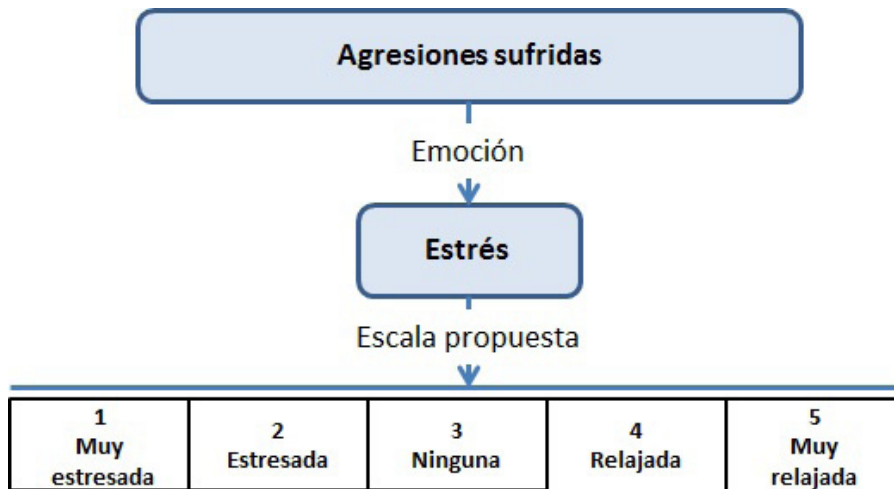 Agresiones sufridas
Emoción
Estrés
Escala propuesta
1
Muy
estresada
2
Estresada
3
Ninguna
4
Relajada
5
Muy
relajada